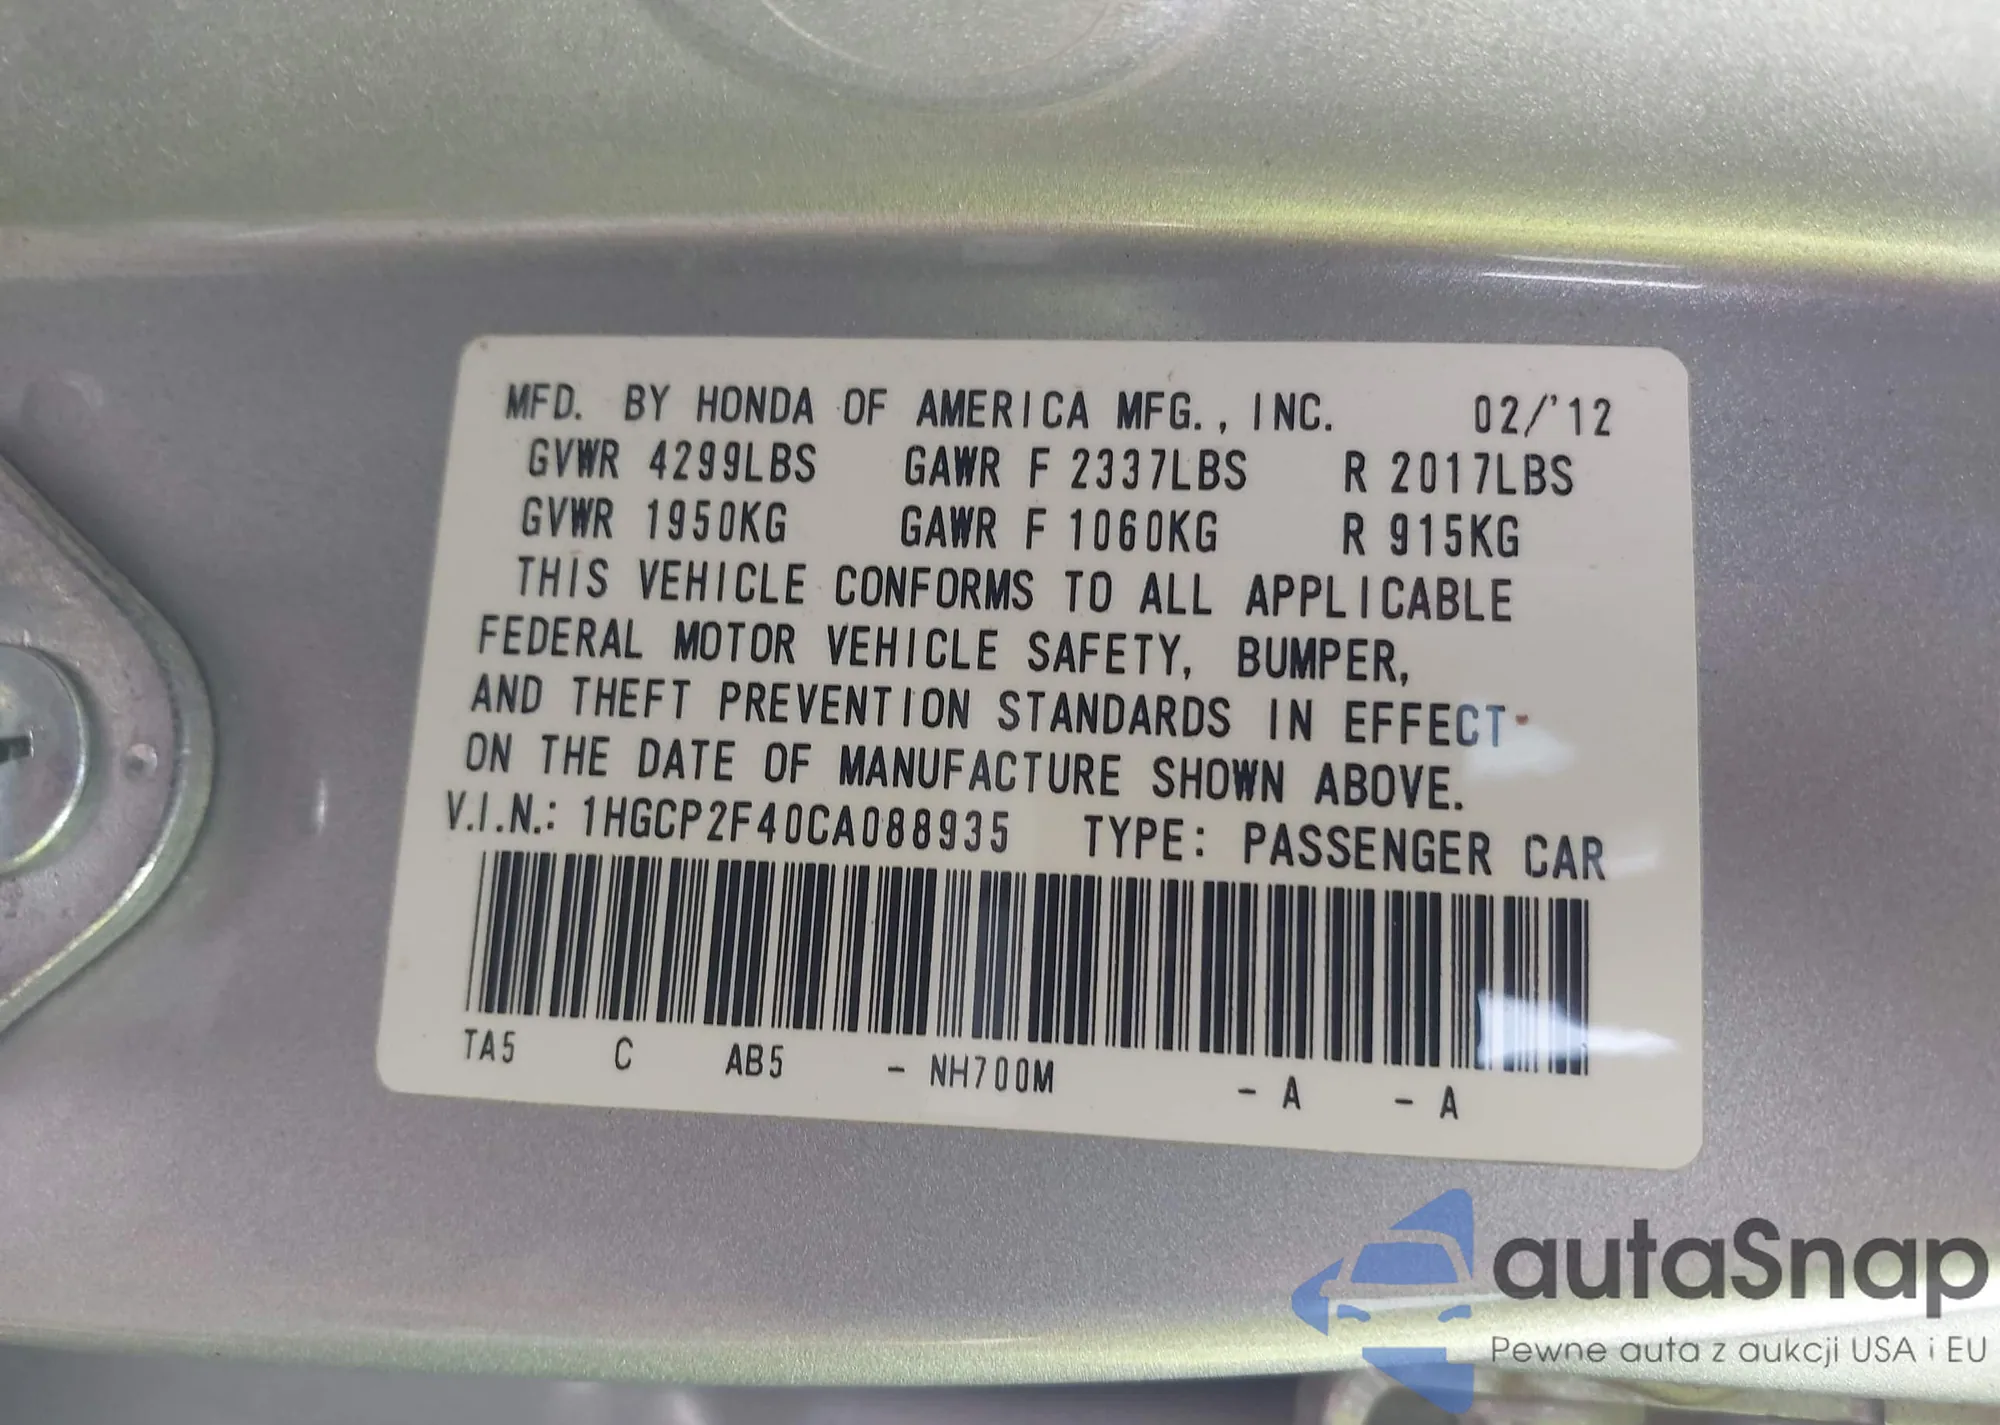 MFD. BY HONDA OF AMERICA MFG., INC. 02/'12
GVWR 4299LBS GAWR F 2337LBS R 2017LBS
GVWR 1950KG GAWR F 1060KG R 915KG
THIS VEHICLE CONFORMS TO ALL APPLICABLE
FEDERAL MOTOR VEHICLE SAFETY, BUMPER,
AND THEFT PREVENTION STANDARDS IN EFFECT
ON THE DATE OF MANUFACTURE SHOWN ABOVE.
V.I.N.: 1HGCP2F40CA088935 TYPE: PASSENGER CAR
TA5 C AB5 - NH700M - A - A
autaSnap
Pewne auta z aukcji USA i EU